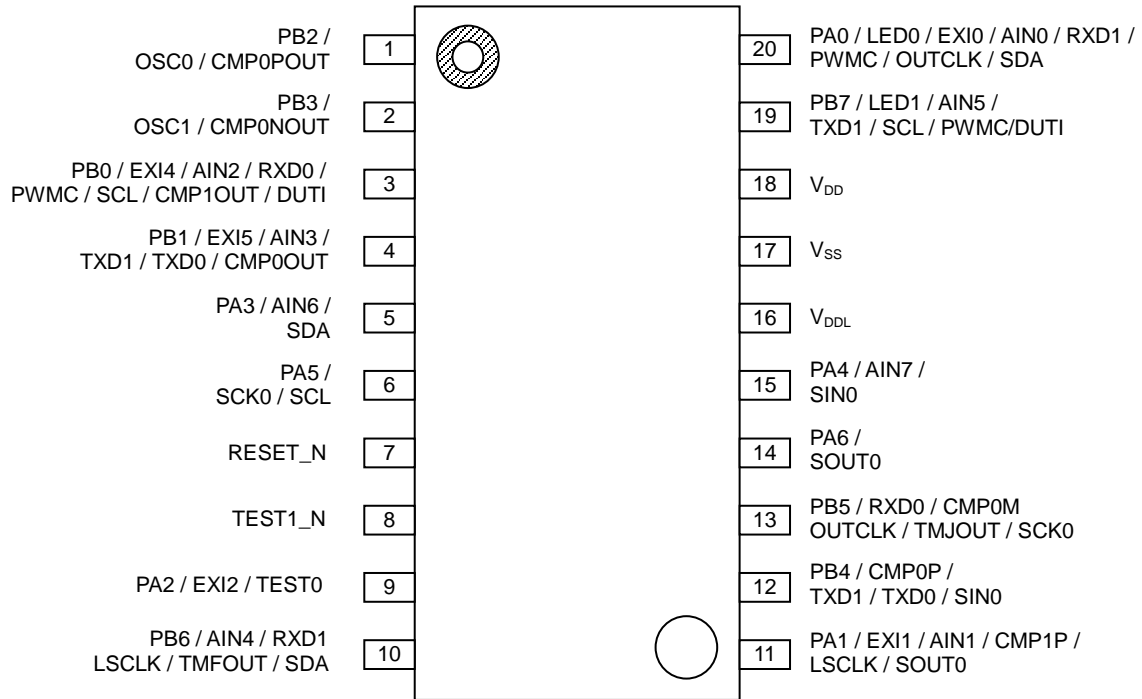 PB2 /
OSC0 / CMP0POUT
1
PB3 /
OSC1 / CMP0NOUT
2
PB0 / EXI4 / AIN2 / RXD0 /
PWMC / SCL / CMP1OUT / DUTI
3
PB1 / EXI5 / AIN3 /
TXD1 / TXD0 / CMP0OUT
4
PA3 / AIN6 /
SDA
5
PA5 /
SCK0 / SCL
6
RESET_N
7
TEST1_N
8
PA2 / EXI2 / TEST0
9
PB6 / AIN4 / RXD1
LSCLK / TMFOUT / SDA
10
20
PA0 / LED0 / EXI0 / AIN0 / RXD1 /
PWMC / OUTCLK / SDA
19
PB7 / LED1 / AIN5 /
TXD1 / SCL / PWMC/DUTI
18
VDD
17
VSS
16
VDDL
15
PA4 / AIN7 /
SIN0
14
PA6 /
SOUT0
13
PB5 / RXD0 / CMP0M
OUTCLK / TMJOUT / SCK0
12
PB4 / CMP0P /
TXD1 / TXD0 / SIN0
11
PA1 / EXI1 / AIN1 / CMP1P /
LSCLK / SOUT0